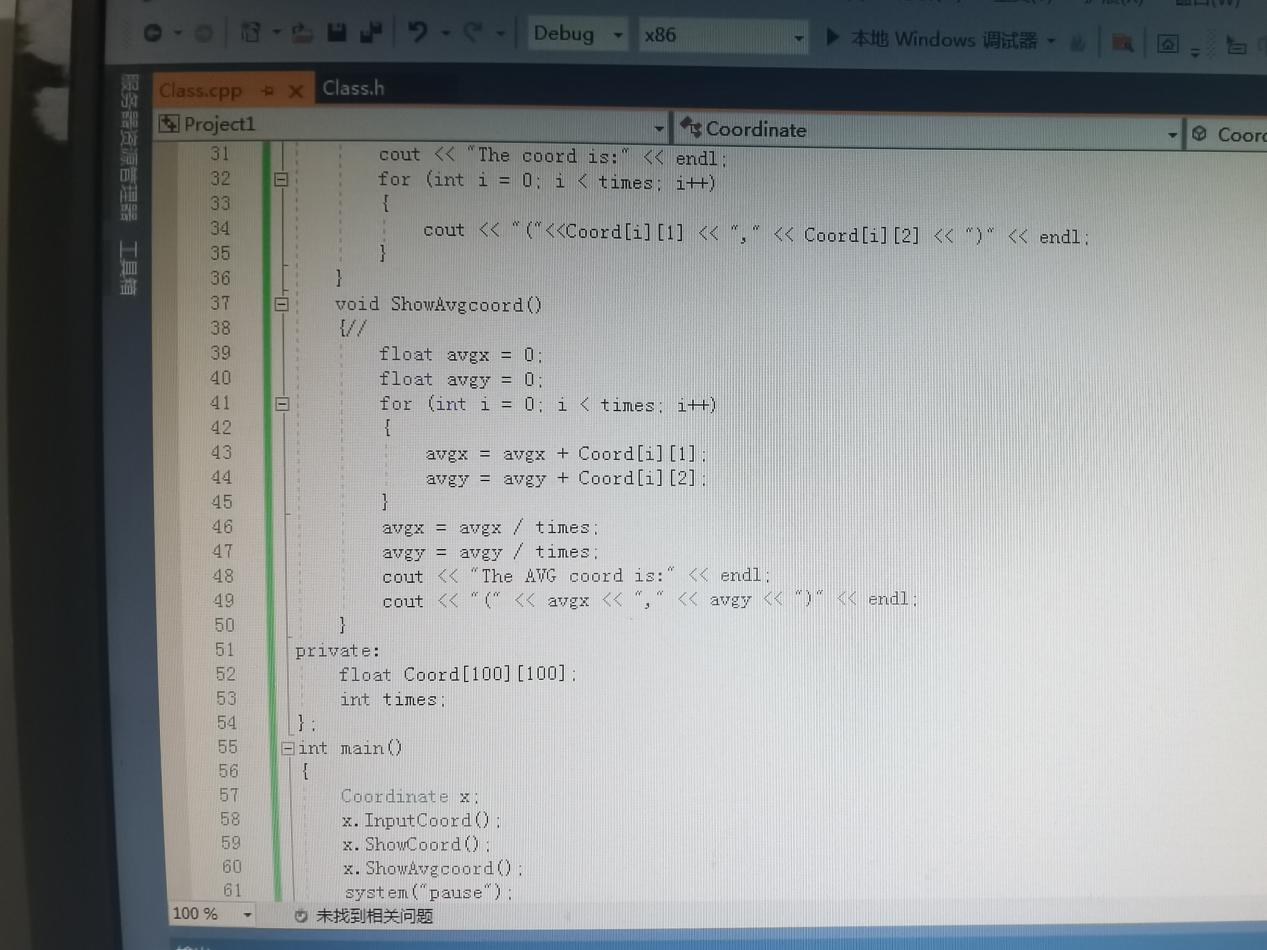 Debug x86 本地 Windows 调试器
Class.cpp Class.h
服务器资源管理器 工具箱
Project1 Coordinate
31 cout << "The coord is:" << endl;
32 for (int i = 0; i < times; i++)
33 {
34 cout << "("<<Coord[i][1] << "," << Coord[i][2] << ")" << endl;
35 }
36 }
37 void ShowAvgcoord()
38 {//
39 float avgx = 0;
40 float avgy = 0;
41 for (int i = 0; i < times; i++)
42 {
43 avgx = avgx + Coord[i][1];
44 avgy = avgy + Coord[i][2];
45 }
46 avgx = avgx / times;
47 avgy = avgy / times;
48 cout << "The AVG coord is:" << endl;
49 cout << "(" << avgx << "," << avgy << ")" << endl;
50 }
51 private:
52 float Coord[100][100];
53 int times;
54 };
55 int main()
56 {
57 Coordinate x;
58 x.InputCoord();
59 x.ShowCoord();
60 x.ShowAvgcoord();
61 system("pause");
100 % 未找到相关问题